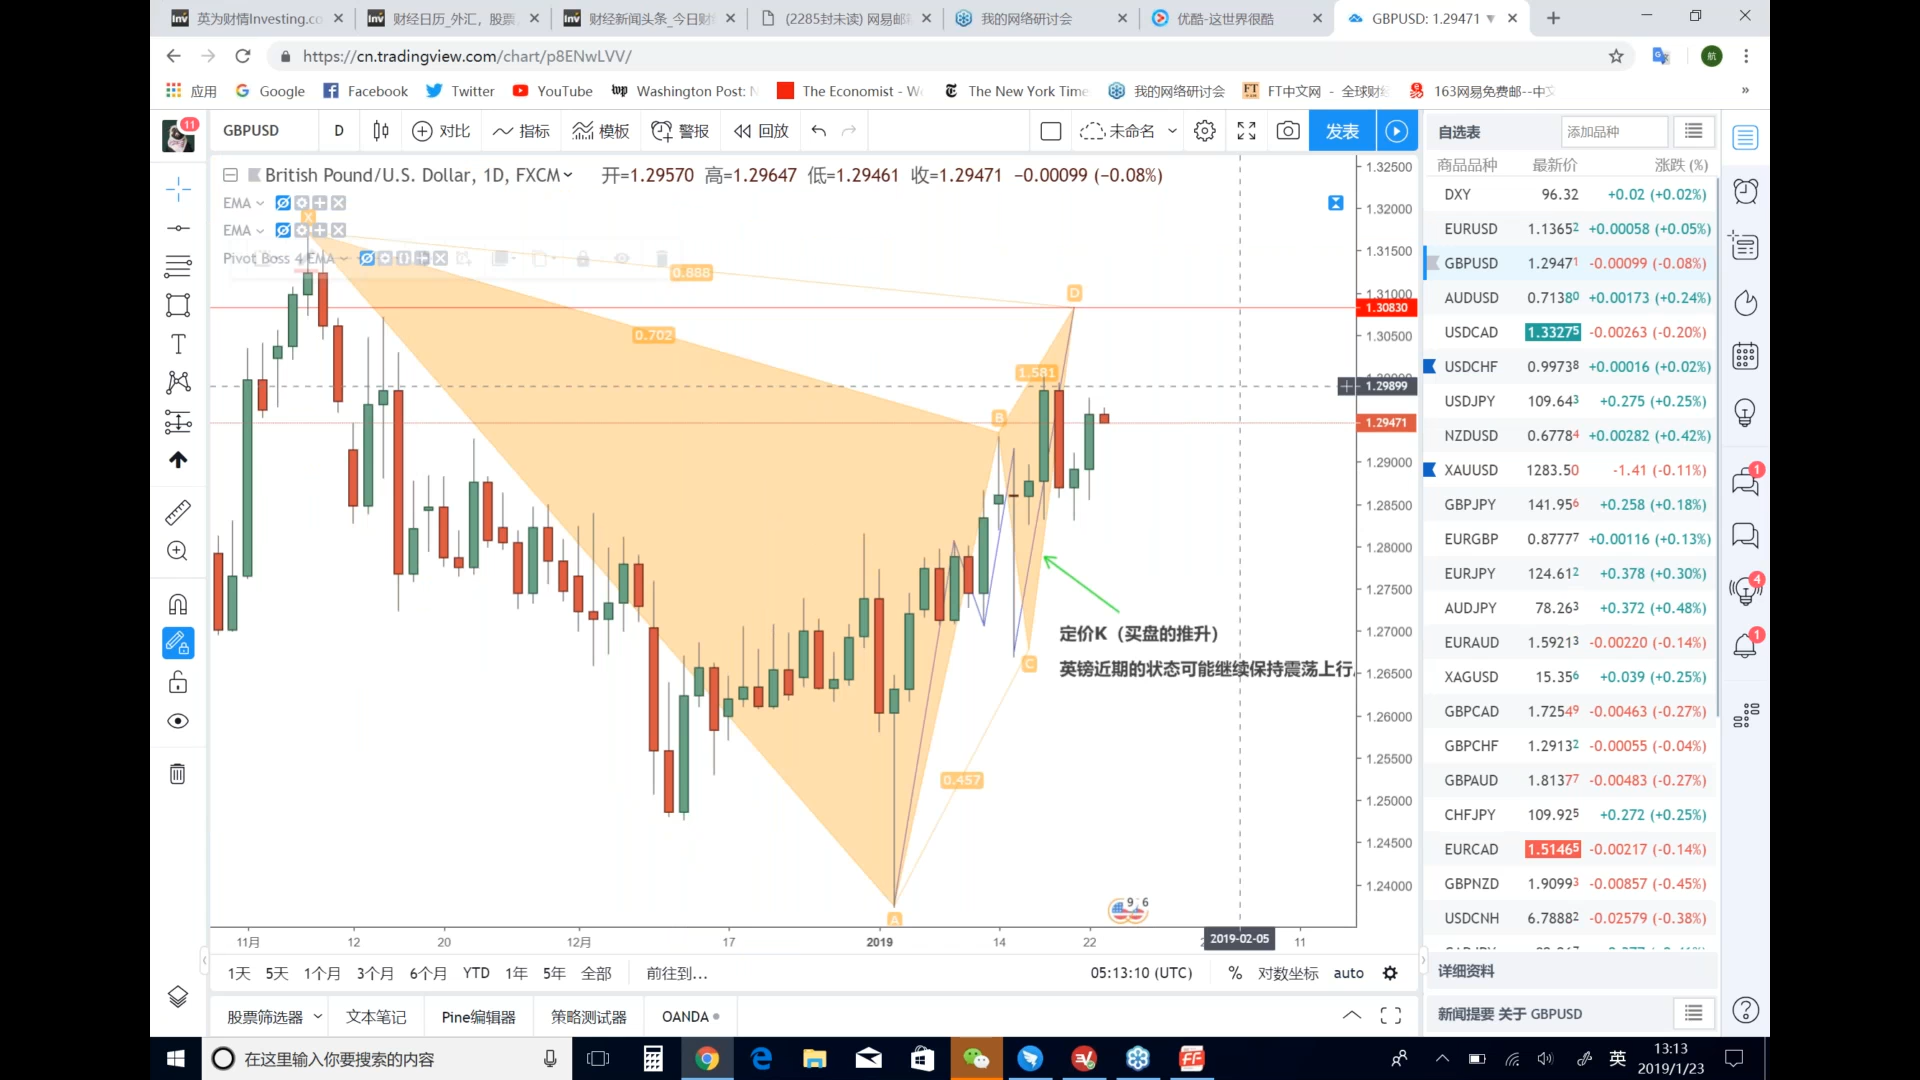 英为财情Investing.co
财经日历_外汇，股票
财经新闻头条_今日财
(2285封未读) 网易邮
我的网络研讨会
优酷-这世界很酷
GBPUSD: 1.29471
https://cn.tradingview.com/chart/p8ENwLVV/
航
应用
Google
Facebook
Twitter
YouTube
Washington Post:
The Economist - W
The New York Time
我的网络研讨会
FT中文网 - 全球财
163网易免费邮--中文
11
GBPUSD
D
对比
指标
模板
警报
回放
未命名
发表
自选表
添加品种
商品品种 最新价 涨跌 (%)
British Pound/U.S. Dollar, 1D, FXCM
开=1.29570 高=1.29647 低=1.29461 收=1.29471 −0.00099 (−0.08%)
EMA
EMA
Pivot Boss 4 EMA
X
0.888
0.702
D
1.581
B
C
0.457
A
定价K（买盘的推升）
英镑近期的状态可能继续保持震荡上行.
1.32500
1.32000
1.31500
1.31000
1.30830
1.30500
1.29899
1.29471
1.29000
1.28500
1.28000
1.27500
1.27000
1.26500
1.26000
1.25500
1.25000
1.24500
1.24000
9
6
11月
12
20
12月
17
2019
14
22
2019-02-05
11
DXY 96.32 +0.02 (+0.02%)
EURUSD 1.13652 +0.00058 (+0.05%)
GBPUSD 1.29471 -0.00099 (-0.08%)
AUDUSD 0.71380 +0.00173 (+0.24%)
USDCAD 1.33275 -0.00263 (-0.20%)
USDCHF 0.99738 +0.00016 (+0.02%)
USDJPY 109.643 +0.275 (+0.25%)
NZDUSD 0.67784 +0.00282 (+0.42%)
XAUUSD 1283.50 -1.41 (-0.11%)
GBPJPY 141.956 +0.258 (+0.18%)
EURGBP 0.87777 +0.00116 (+0.13%)
EURJPY 124.612 +0.378 (+0.30%)
AUDJPY 78.263 +0.372 (+0.48%)
EURAUD 1.59213 -0.00220 (-0.14%)
XAGUSD 15.356 +0.039 (+0.25%)
GBPCAD 1.72549 -0.00463 (-0.27%)
GBPCHF 1.29132 -0.00055 (-0.04%)
GBPAUD 1.81377 -0.00483 (-0.27%)
CHFJPY 109.925 +0.272 (+0.25%)
EURCAD 1.51465 -0.00217 (-0.14%)
GBPNZD 1.90993 -0.00857 (-0.45%)
USDCNH 6.78882 -0.02579 (-0.38%)
详细资料
新闻提要 关于 GBPUSD
1
4
1
1天 5天 1个月 3个月 6个月 YTD 1年 5年 全部 前往到...
05:13:10 (UTC)
% 对数坐标 auto
股票筛选器
文本笔记
Pine编辑器
策略测试器
OANDA
在这里输入你要搜索的内容
英
13:13
2019/1/23